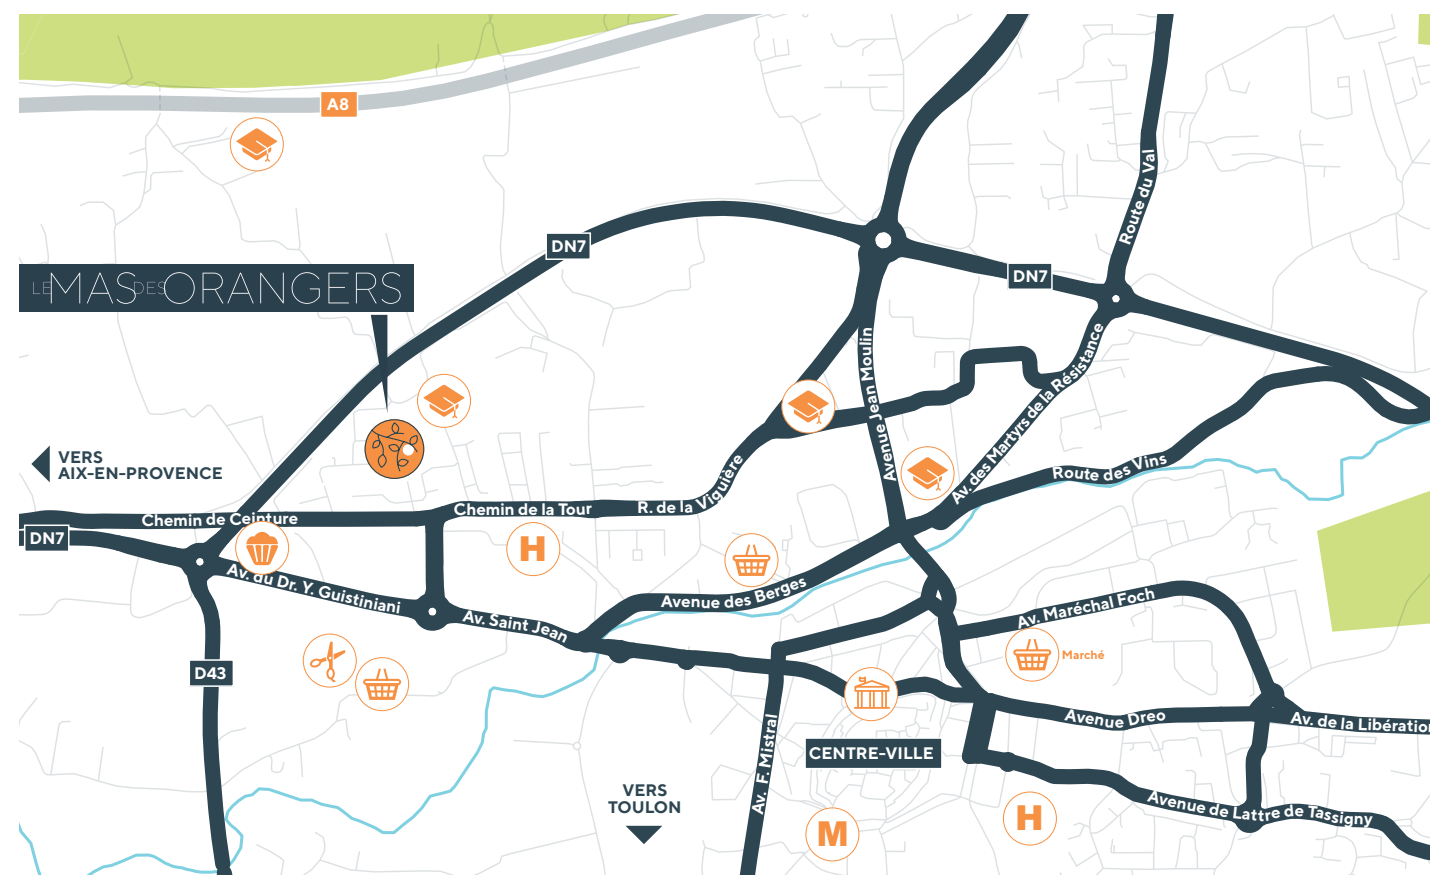 A8
Route du Val
DN7
DN7
LE MAS DES ORANGERS
Avenue Jean Moulin
Av. des Martyrs de la Résistance
VERS
AIX-EN-PROVENCE
Route des Vins
R. de la Viguière
Chemin de la Tour
Chemin de Ceinture
DN7
H
Av. du Dr. Y. Guistiniani
Avenue des Berges
Av. Maréchal Foch
Av. Saint Jean
Marché
D43
Avenue Dreo
Av. de la Libération
Av. F. Mistral
CENTRE-VILLE
VERS
TOULON
Avenue de Lattre de Tassigny
M
H